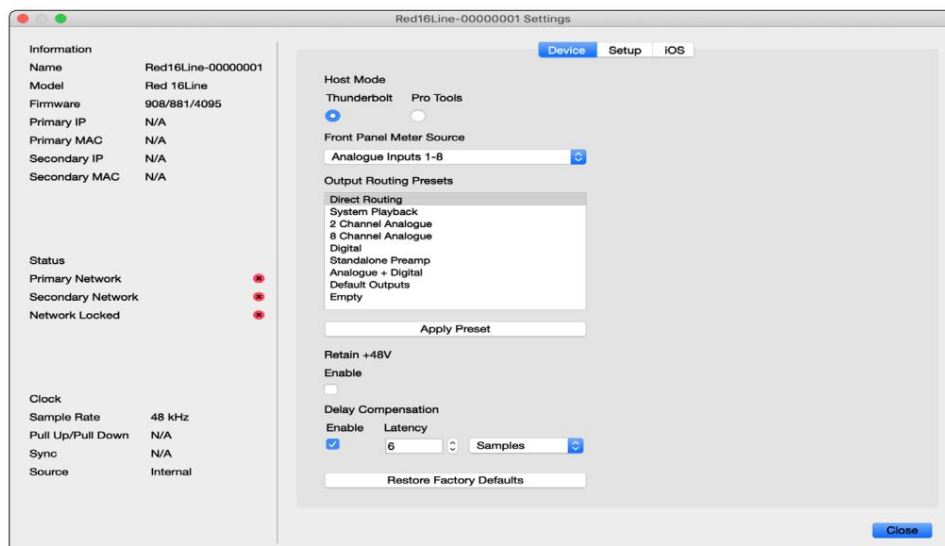 Red16Line-00000001 Settings
Information
Name Red16Line-00000001
Model Red 16Line
Firmware 908/881/4095
Primary IP N/A
Primary MAC N/A
Secondary IP N/A
Secondary MAC N/A
Status
Primary Network
Secondary Network
Network Locked
Clock
Sample Rate 48 kHz
Pull Up/Pull Down N/A
Sync N/A
Source Internal
Device Setup iOS
Host Mode
Thunderbolt Pro Tools
Front Panel Meter Source
Analogue Inputs 1-8
Output Routing Presets
Direct Routing
System Playback
2 Channel Analogue
8 Channel Analogue
Digital
Standalone Preamp
Analogue + Digital
Default Outputs
Empty
Apply Preset
Retain +48V
Enable
Delay Compensation
Enable Latency
6 Samples
Restore Factory Defaults
Close